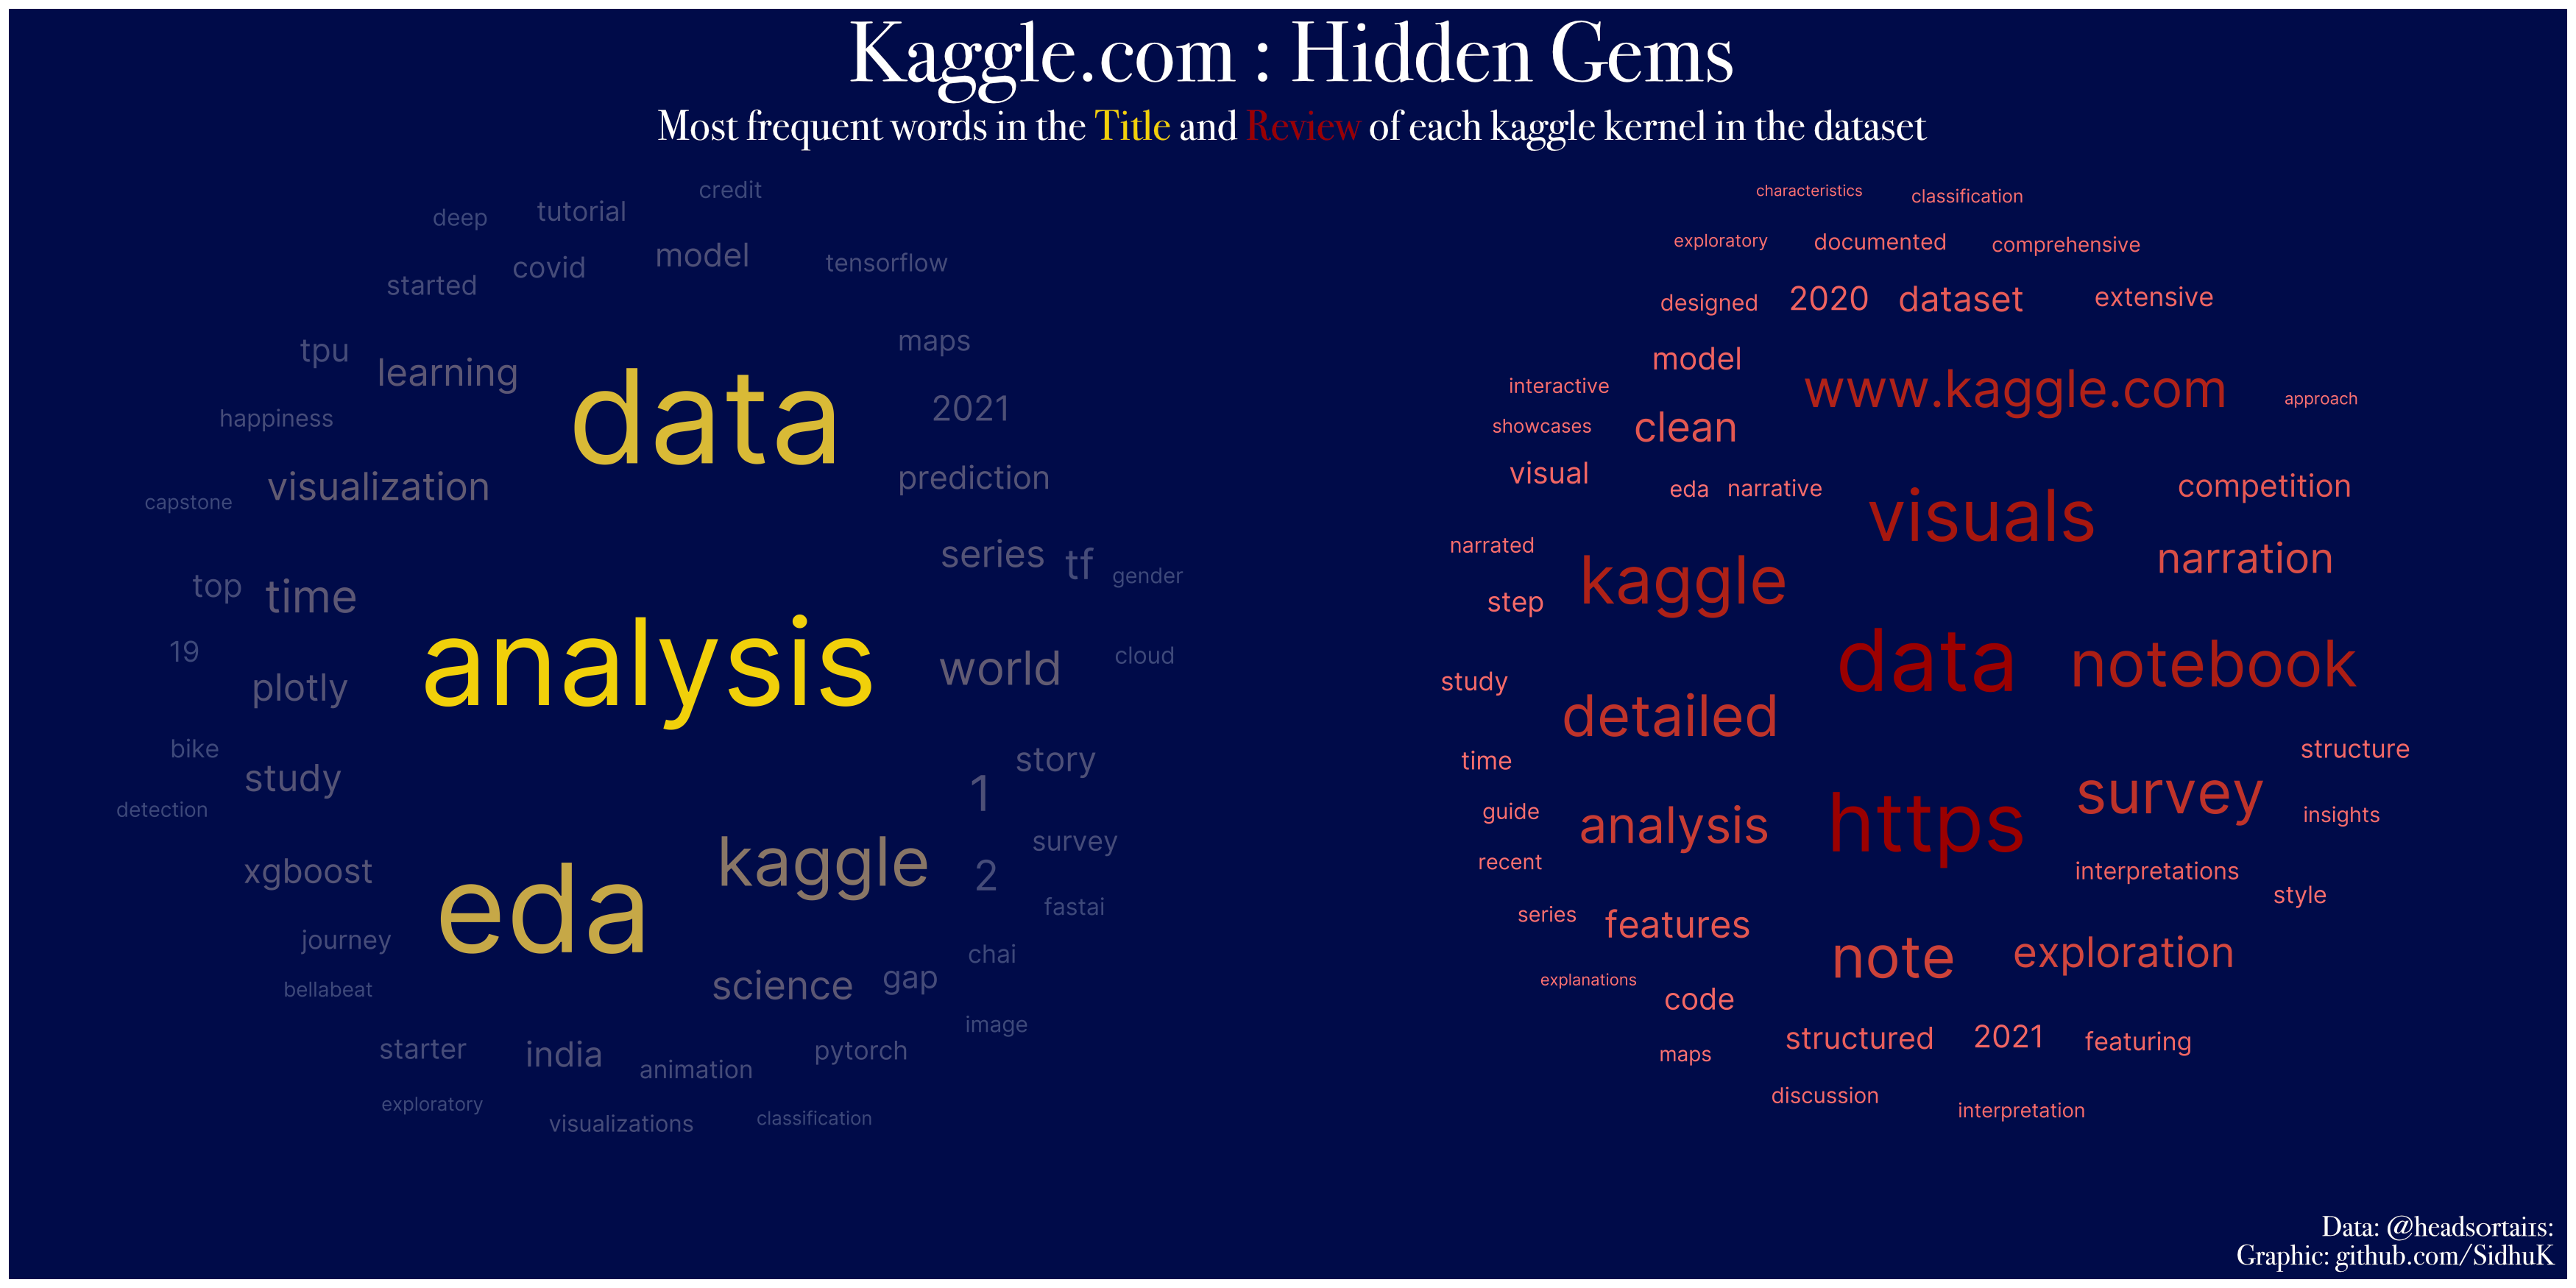 Kaggle.com : Hidden Gems
Most frequent words in the Title and Review of each kaggle kernel in the dataset
credit
deep
tutorial
model
tensorflow
covid
started
maps
tpu
learning
data
2021
happiness
prediction
visualization
capstone
series
tf
gender
top
time
analysis
world
cloud
19
plotly
bike
study
story
1
detection
survey
kaggle
2
xgboost
eda
fastai
journey
chai
science
gap
bellabeat
image
starter
india
animation
pytorch
exploratory
visualizations
classification
characteristics
classification
exploratory
documented
comprehensive
designed
2020
dataset
extensive
model
interactive
www.kaggle.com
approach
showcases
clean
visual
eda
narrative
visuals
competition
narrated
kaggle
narration
step
data
notebook
study
detailed
time
structure
guide
analysis
https
survey
insights
recent
interpretations
style
series
features
note
exploration
explanations
code
structured
2021
featuring
maps
discussion
interpretation
Data: @heads0rtai1s:
Graphic: github.com/SidhuK